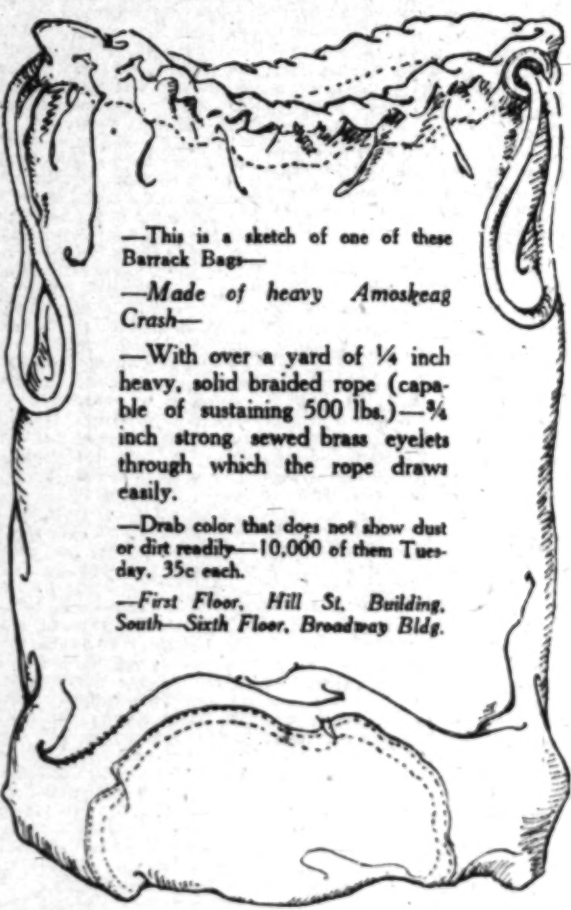 —This is a sketch of one of these
Barrack Bags—
—Made of heavy Amoskeag
Crash—
—With over a yard of ¼ inch
heavy, solid braided rope (capa-
ble of sustaining 500 lbs.)—¾
inch strong sewed brass eyelets
through which the rope draws
easily.
—Drab color that does not show dust
or dirt readily—10,000 of them Tues-
day, 35c each.
—First Floor, Hill St. Building,
South—Sixth Floor, Broadway Bldg.